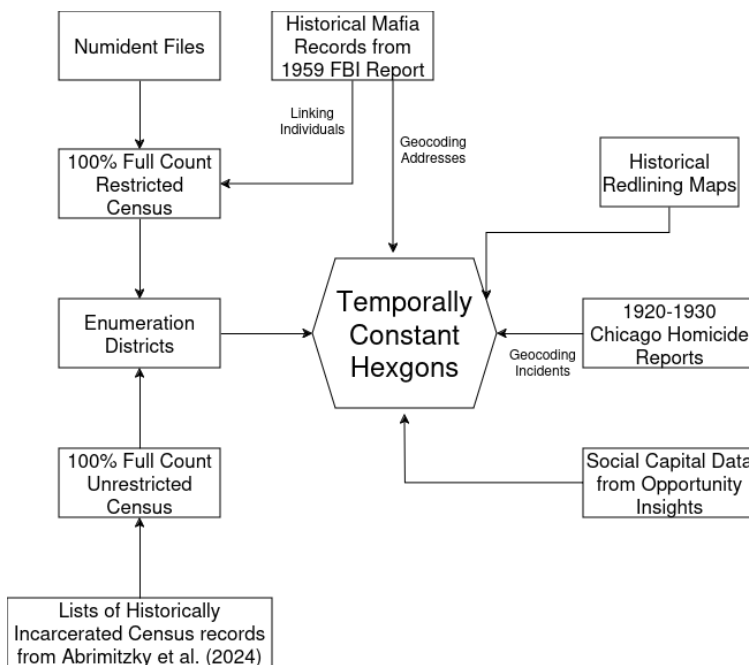 Numident Files
Historical Mafia
Records from
1959 FBI Report
Linking
Individuals
Geocoding
Addresses
100% Full Count
Restricted
Census
Historical
Redlining Maps
Temporally
Constant
Hexgons
Enumeration
Districts
1920-1930
Chicago Homicide
Reports
Geocoding
Incidents
100% Full Count
Unrestricted
Census
Social Capital Data
from Opportunity
Insights
Lists of Historically
Incarcerated Census records
from Abrimitzky et al. (2024)